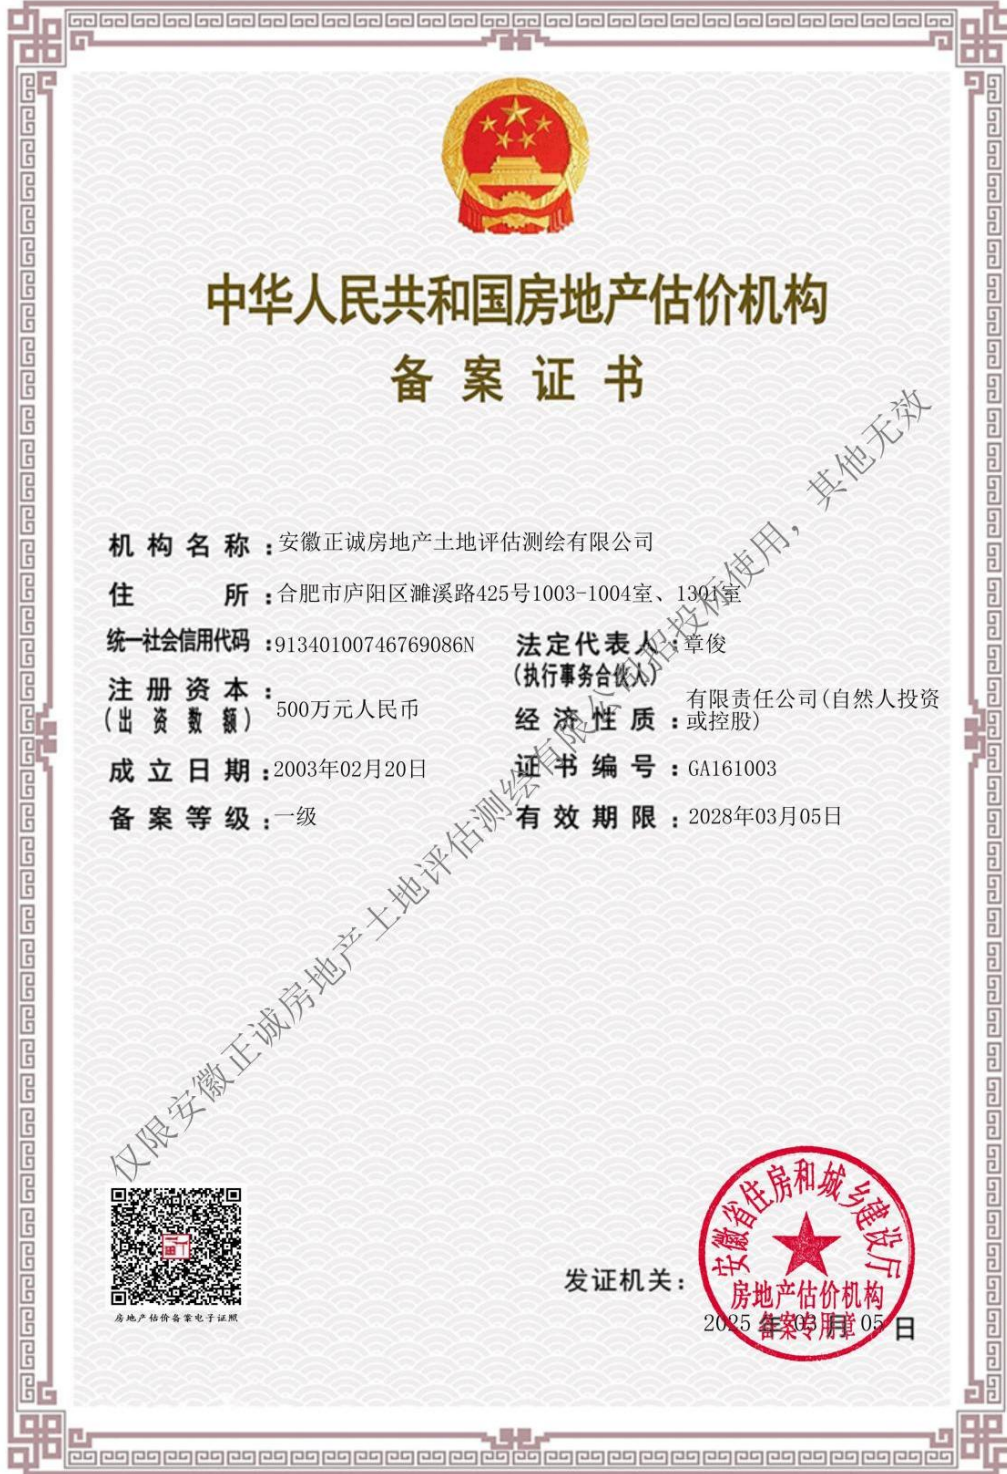 中华人民共和国房地产估价机构
备案证书
机构名称：安徽正诚房地产土地评估测绘有限公司
住所：合肥市庐阳区濉溪路425号1003-1004室、1301室
统一社会信用代码：91340100746769086N
法定代表人：章俊
(执行事务合伙人)
注册资本：500万元人民币
(出资数额)
经济性质：有限责任公司(自然人投资
或控股)
成立日期：2003年02月20日
证书编号：GA161003
备案等级：一级
有效期限：2028年03月05日
仅限安徽正诚房地产土地评估测绘有限公司招投标使用，其他无效
房地产估价备案电子证照
发证机关：
安徽省住房和城乡建设厅
房地产估价机构
备案专用章
2025年03月05日